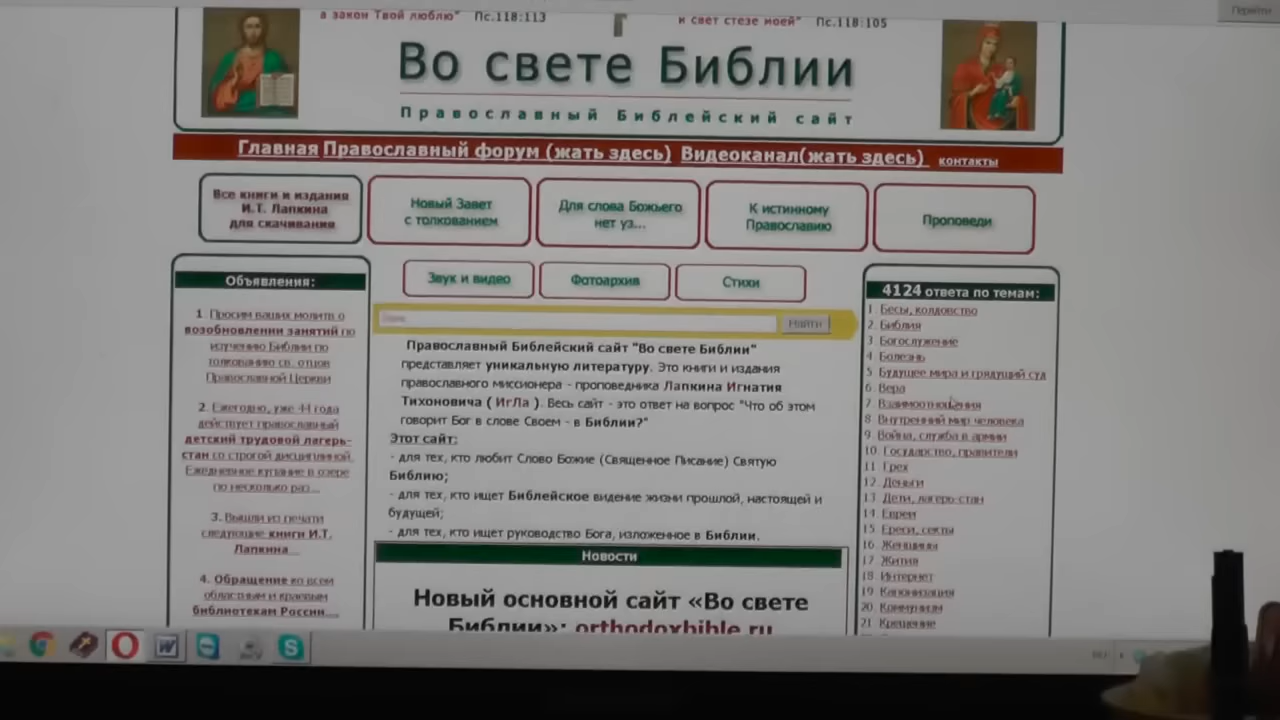 а закон Твой люблю" Пс.118:113
и свет стезе моей" Пс.118:105
Перейти
Во свете Библии
Православный Библейский сайт
Главная Православный форум (жать здесь) Видеоканал(жать здесь) контакты
Все книги и издания
И.Т. Лапкина
для скачивания
Новый Завет
с толкованием
Для слова Божьего
нет уз...
К истинному
Православию
Проповеди
Звук и видео
Фотоархив
Стихи
Найти
Объявления:
1. Просим ваших молитв о
возобновлении занятий по
изучению Библии по
толкованию св. отцов
Православной Церкви
2. Ежегодно, уже 44 года
действует православный
детский трудовой лагерь-
стан со строгой дисциплиной.
Ежедневное купание в озере
по несколько раз...
3. Вышли из печати
следующие книги И.Т.
Лапкина...
4. Обращение ко всем
областным и краевым
библиотекам России....
Православный Библейский сайт "Во свете Библии"
представляет уникальную литературу. Это книги и издания
православного миссионера - проповедника Лапкина Игнатия
Тихоновича ( ИгЛа ). Весь сайт - это ответ на вопрос "Что об этом
говорит Бог в слове Своем - в Библии?"
Этот сайт:
- для тех, кто любит Слово Божие (Священное Писание) Святую
Библию;
- для тех, кто ищет Библейское видение жизни прошлой, настоящей и
будущей;
- для тех, кто ищет руководство Бога, изложенное в Библии.
Новости
Новый основной сайт «Во свете
Библии»: orthodoxbible.ru
4124 ответа по темам:
1. Бесы, колдовство
2. Библия
3. Богослужение
4. Болезнь
5. Будущее мира и грядущий суд
6. Вера
7. Взаимоотношения
8. Внутренний мир человека
9. Война, служба в армии
10. Государство, правители
11. Грех
12. Деньги
13. Дети, лагерь-стан
14. Евреи
15. Ереси, секты
16. Женщины
17. Жития
18. Интернет
19. Канонизация
20. Коммунизм
21. Крещение